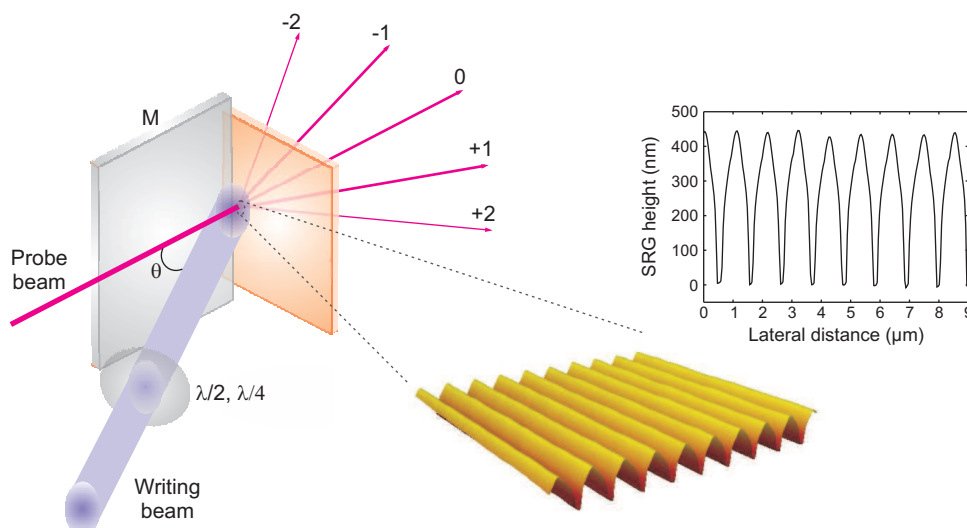 -2
-1
0
+1
+2
M
Probe
beam
θ
λ/2, λ/4
Writing
beam
SRG height (nm)
500
400
300
200
100
0
0 1 2 3 4 5 6 7 8 9
Lateral distance (µm)